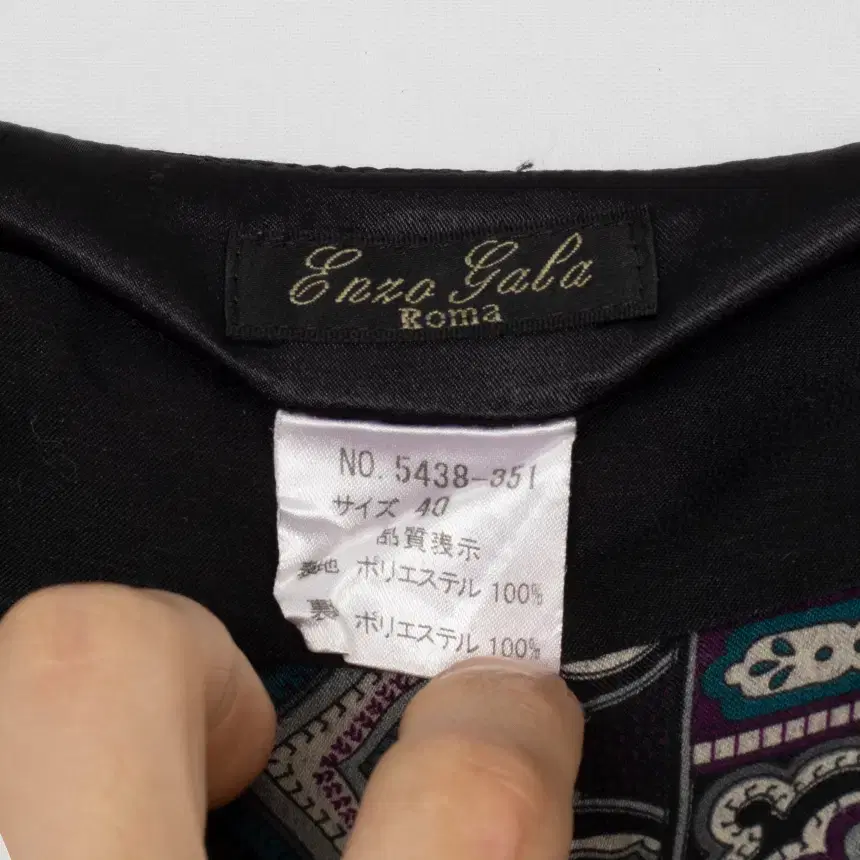 Enzo Gala
Roma
NO. 5438-351
サイズ 40
品質表示
表地 ポリエステル 100%
裏 ポリエステル 100%